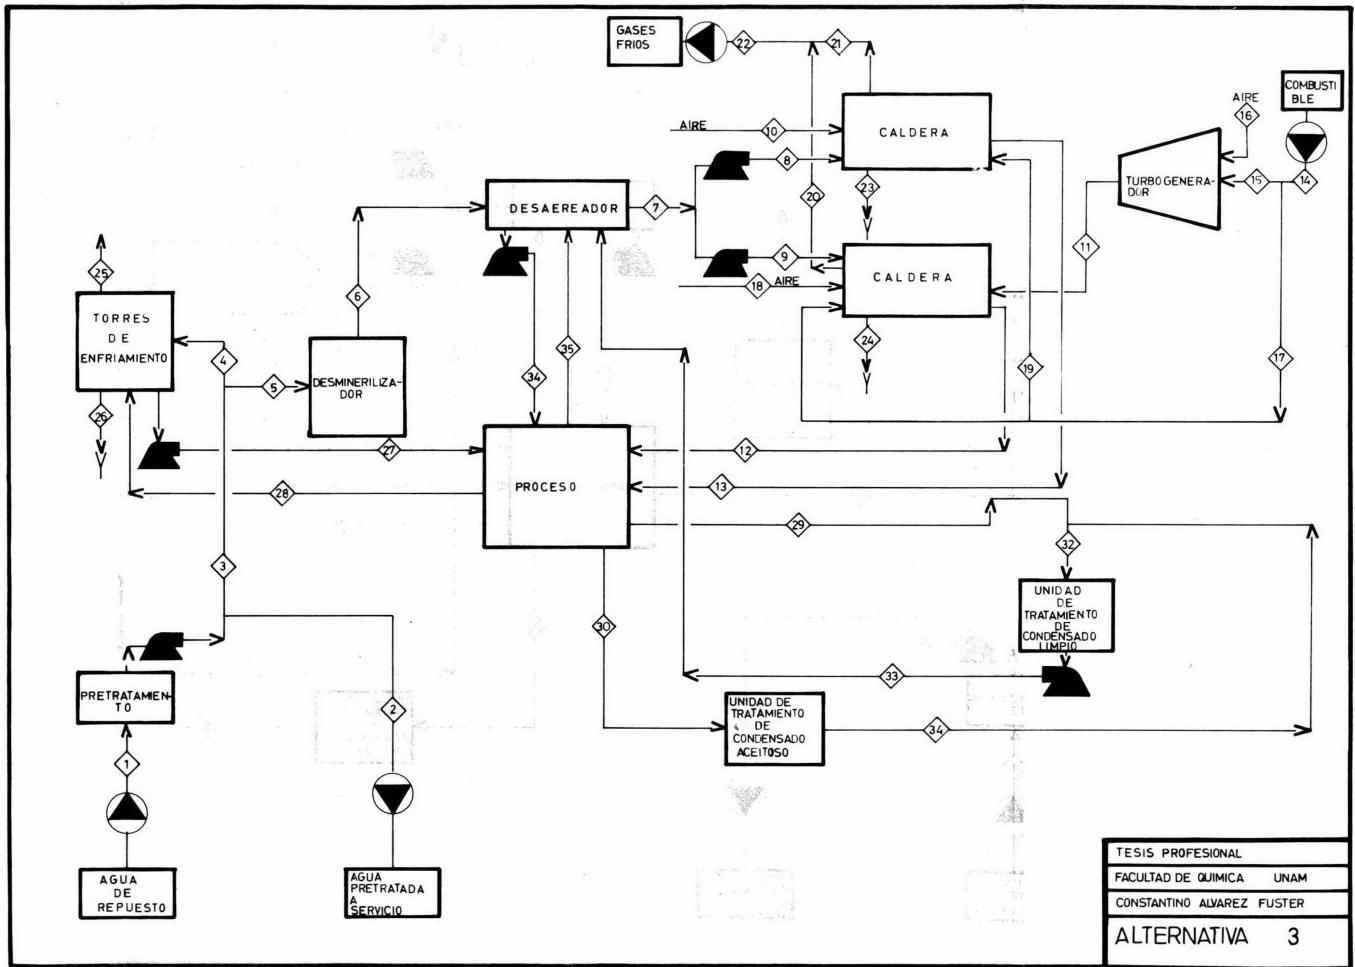 GASES
FRIOS
22
21
COMBUSTI
BLE
AIRE
16
AIRE
10
CALDERA
8
14
15
TURBOGENERA-
DOR
23
20
DESAEREADOR
7
9
11
CALDERA
18
AIRE
25
6
TORRES
DE
ENFRIAMIENTO
4
24
35
34
17
19
5
DESMINERILIZA-
DOR
26
27
12
PROCESO
13
28
29
32
3
UNIDAD
DE
TRATAMIENTO
DE
CONDENSADO
LIMPIO
30
33
PRETRATAMIEN-
TO
2
UNIDAD DE
TRATAMIENTO
DE
CONDENSADO
ACEITOSO
34
1
AGUA
DE
REPUESTO
AGUA
PRETRATADA
A
SERVICIO
TESIS PROFESIONAL
FACULTAD DE QUIMICA UNAM
CONSTANTINO ALVAREZ FUSTER
ALTERNATIVA 3